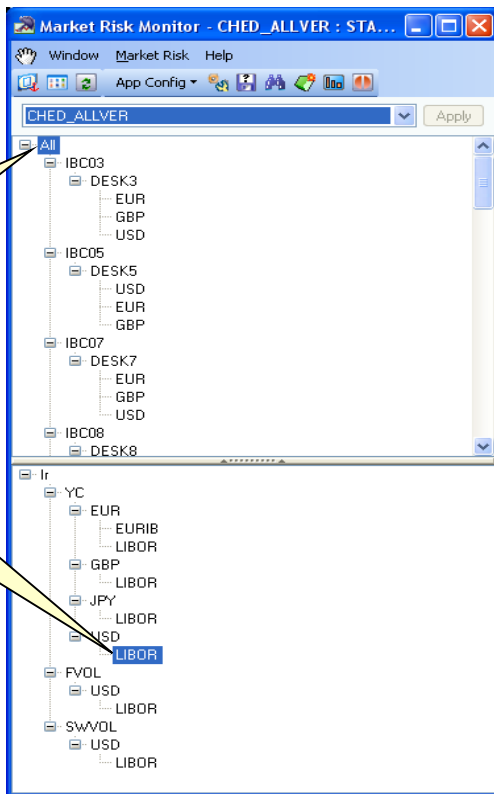 Market Risk Monitor - CHED_ALLVER : STA...
Window Market Risk Help
App Config
CHED_ALLVER Apply
All
IBC03
DESK3
EUR
GBP
USD
IBC05
DESK5
USD
EUR
GBP
IBC07
DESK7
EUR
GBP
USD
IBC08
DESK8
Ir
YC
EUR
EURIB
LIBOR
GBP
LIBOR
JPY
LIBOR
USD
LIBOR
FVOL
USD
LIBOR
SWVOL
USD
LIBOR